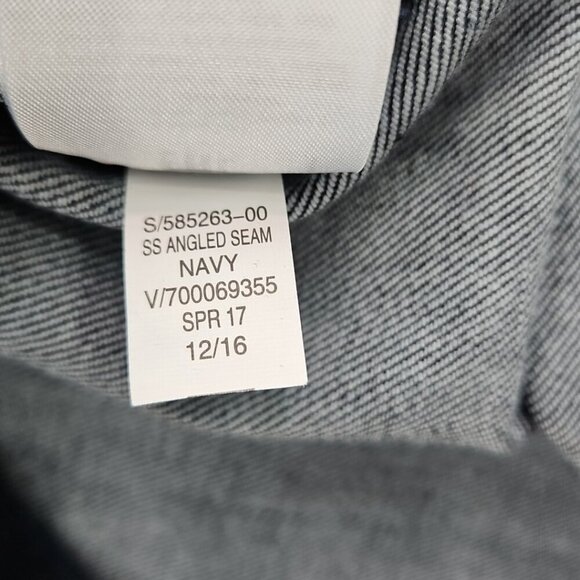 S/585263-00
SS ANGLED SEAM
NAVY
V/700069355
SPR 17
12/16